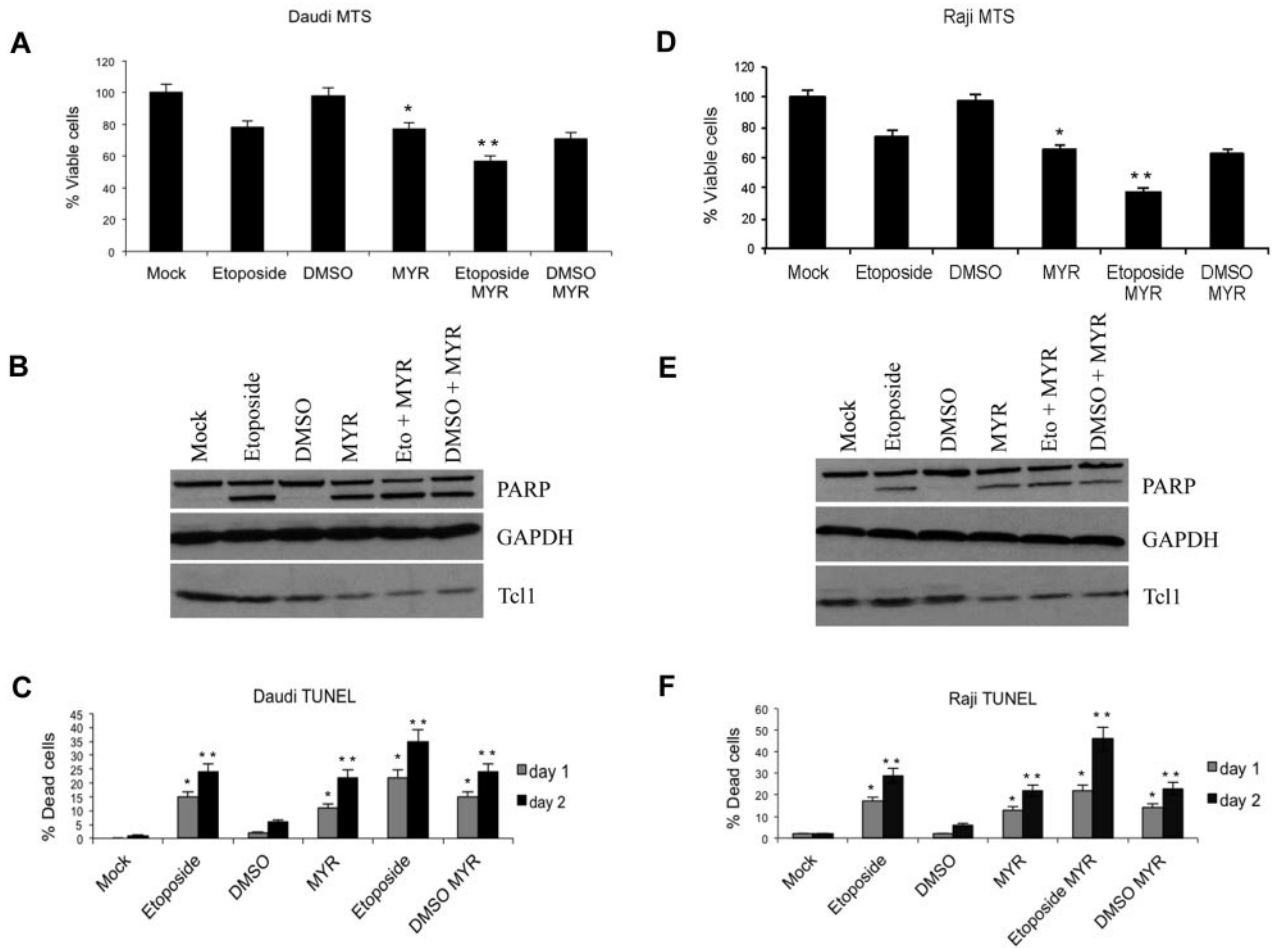 Daudi MTS
A
% Viable cells
120
100
80
60
40
20
0
*
* *
Mock
Etoposide
DMSO
MYR
Etoposide
MYR
DMSO
MYR
Raji MTS
D
% Viable cells
120
100
80
60
40
20
0
*
* *
Mock
Etoposide
DMSO
MYR
Etoposide
MYR
DMSO
MYR
B
Mock
Etoposide
DMSO
MYR
Eto + MYR
DMSO + MYR
PARP
GAPDH
Tcl1
E
Mock
Etoposide
DMSO
MYR
Eto + MYR
DMSO + MYR
PARP
GAPDH
Tcl1
C
Daudi TUNEL
% Dead cells
45
40
35
30
25
20
15
10
5
0
*
* *
*
* *
*
* *
*
* *
day 1
day 2
Mock
Etoposide
DMSO
MYR
Etoposide
DMSO MYR
F
Raji TUNEL
% Dead cells
60
50
40
30
20
10
0
*
* *
*
* *
*
* *
*
* *
day 1
day 2
Mock
Etoposide
DMSO
MYR
Etoposide MYR
DMSO MYR